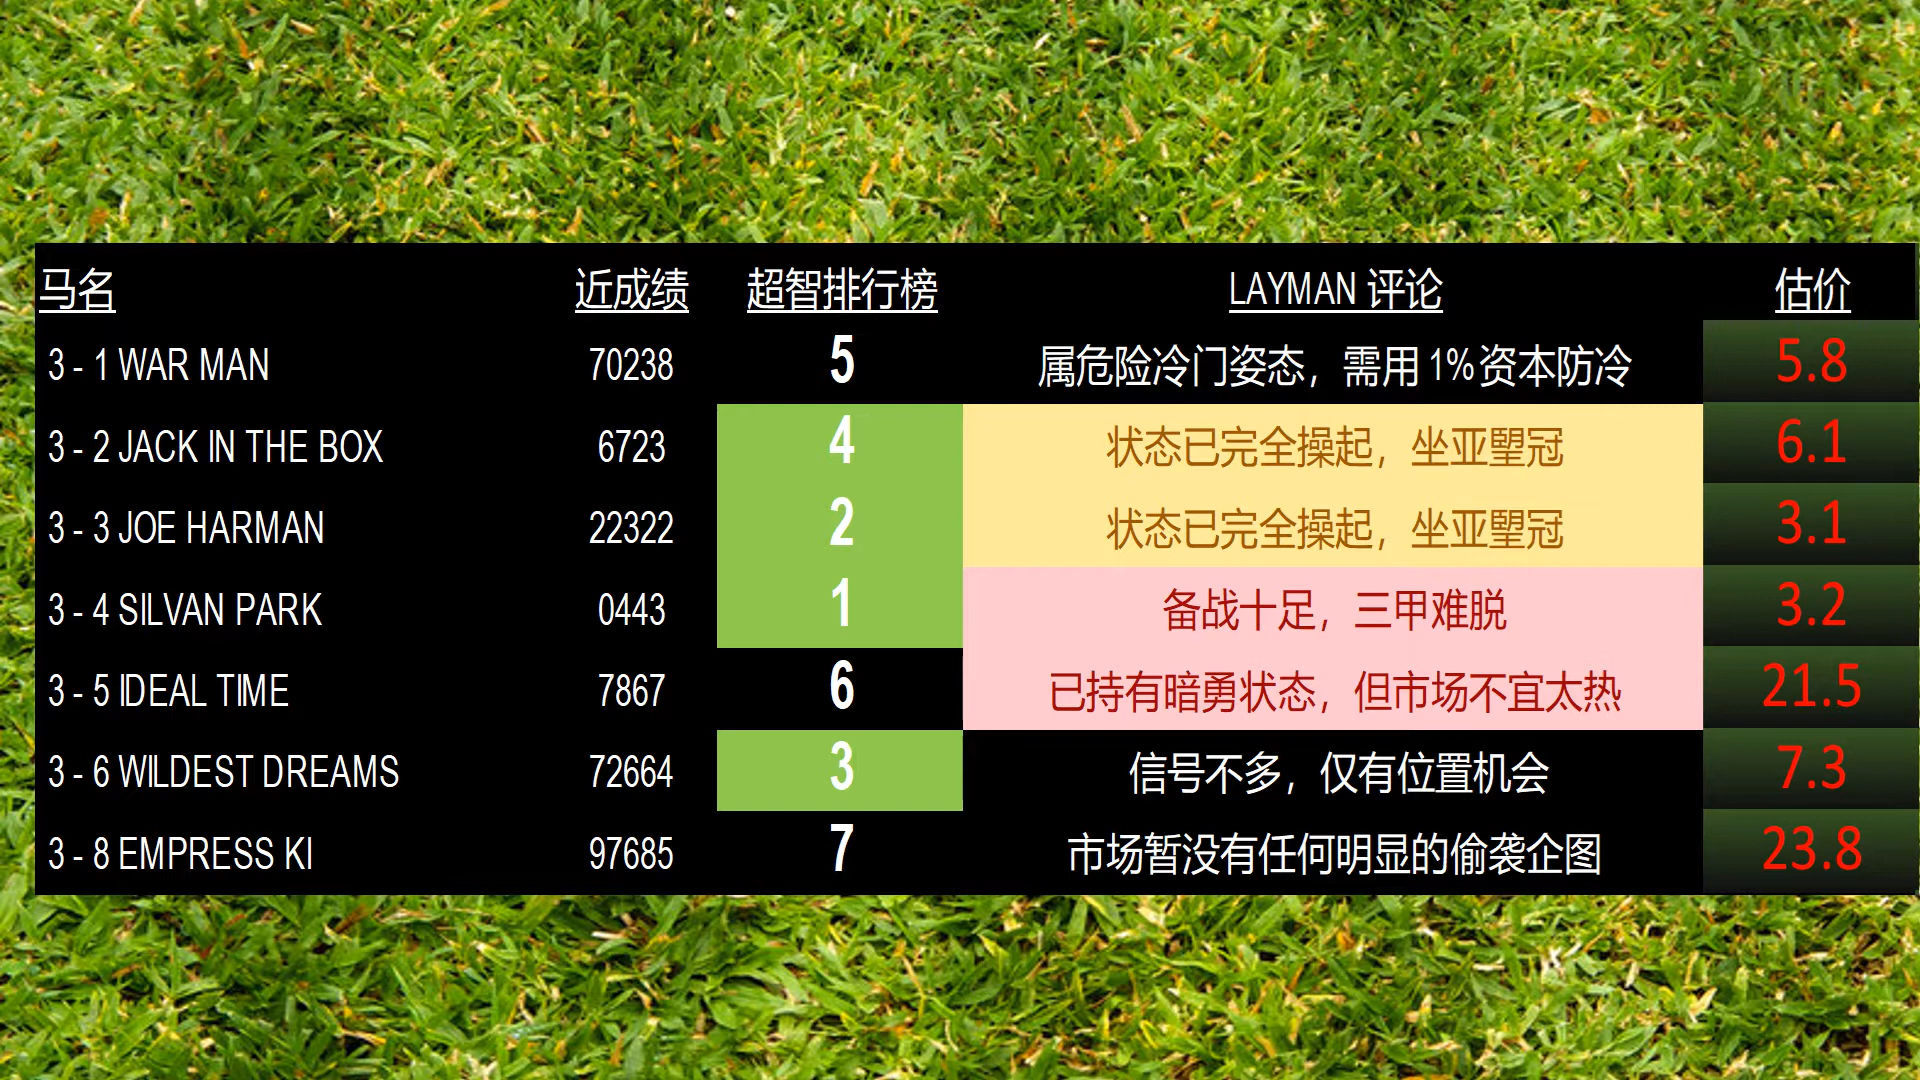 马名 近成绩 超智排行榜 LAYMAN 评论 估价
3 - 1 WAR MAN 70238 5 属危险冷门姿态，需用 1% 资本防冷 5.8
3 - 2 JACK IN THE BOX 6723 4 状态已完全操起，坐亚朢冠 6.1
3 - 3 JOE HARMAN 22322 2 状态已完全操起，坐亚朢冠 3.1
3 - 4 SILVAN PARK 0443 1 备战十足，三甲难脱 3.2
3 - 5 IDEAL TIME 7867 6 已持有暗勇状态，但市场不宜太热 21.5
3 - 6 WILDEST DREAMS 72664 3 信号不多，仅有位置机会 7.3
3 - 8 EMPRESS KI 97685 7 市场暂没有任何明显的偷袭企图 23.8